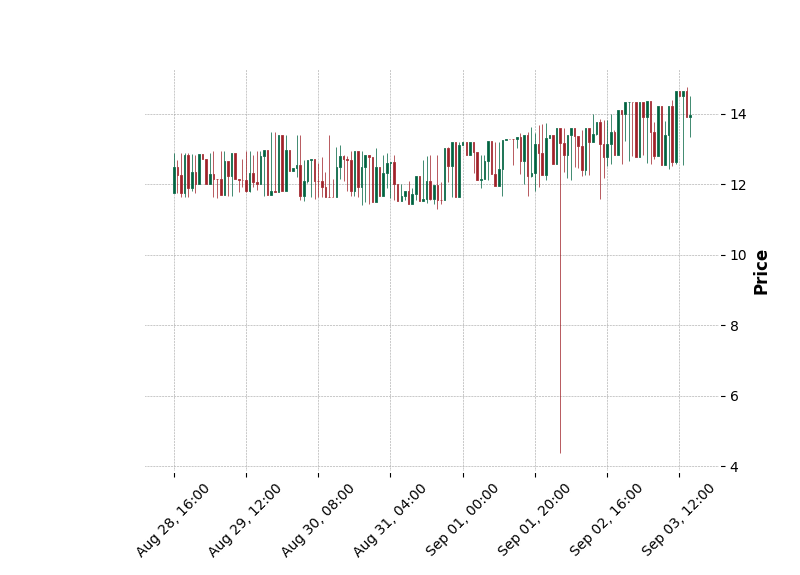 14
12
10
8
6
4
Price
Aug 28, 16:00
Aug 29, 12:00
Aug 30, 08:00
Aug 31, 04:00
Sep 01, 00:00
Sep 01, 20:00
Sep 02, 16:00
Sep 03, 12:00